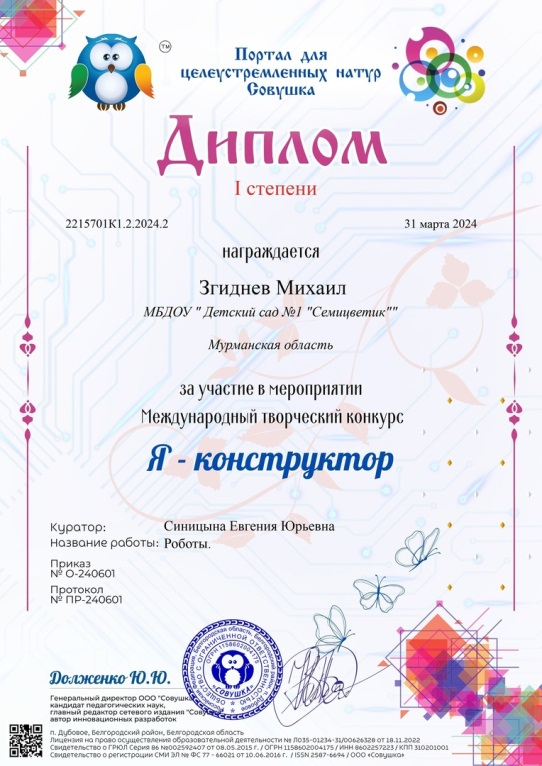 TM
Портал для
целеустремленных натур
Совушка
Диплом
I степени
2215701К1.2.2024.2 31 марта 2024
награждается
Згиднев Михаил
МБДОУ " Детский сад №1 "Семицветик""
Мурманская область
за участие в мероприятии
Международный творческий конкурс
Я - конструктор
Куратор: Синицына Евгения Юрьевна
Название работы: Роботы.
Приказ
№ О-240601
Протокол
№ ПР-240601
Долженко Ю.Ю.
Генеральный директор ООО "Совушка"
кандидат педагогических наук,
главный редактор сетевого издания "Совушка"
автор инновационных разработок
"СОВУШКА"
п. Дубовое, Белгородский район, Белгородская область
Лицензия на право осуществления образовательной деятельности № Л035-01234-31/00626328 от 18.11.2022
Свидетельство о ГРЮЛ Серия 86 №002592407 от 08.05.2015 г. / ОГРН 1158602004175 / ИНН 8602257223 / КПП 310201001
Свидетельство о регистрации СМИ ЭЛ № ФС 77 - 66021 от 10.06.2016 г. / ISSN 2587-6694 / ООО «Совушка»